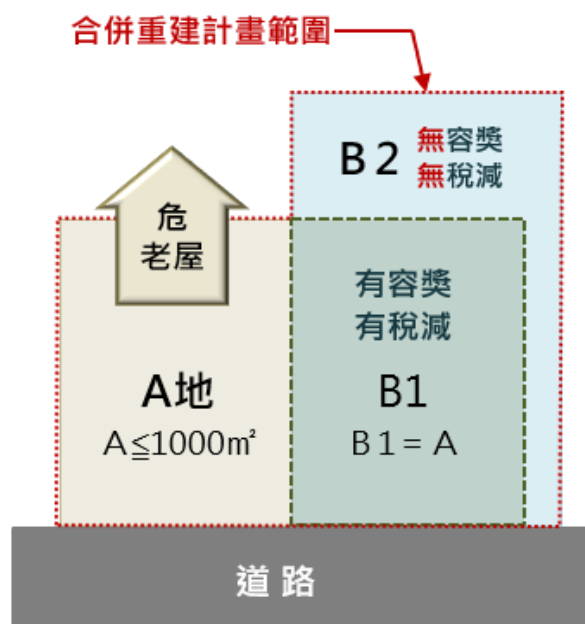 合併重建計畫範圍
B2 無容獎
無稅減
危
老屋
有容獎
有稅減
A地
A≦1000㎡
B1
B1=A
道路